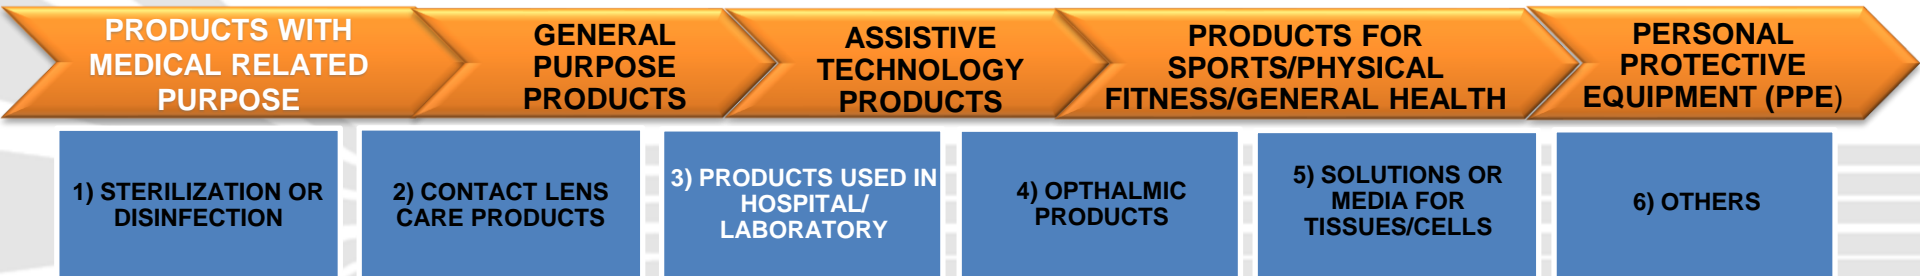 PRODUCTS WITH
MEDICAL RELATED
PURPOSE
GENERAL
PURPOSE
PRODUCTS
ASSISTIVE
TECHNOLOGY
PRODUCTS
PRODUCTS FOR
SPORTS/PHYSICAL
FITNESS/GENERAL HEALTH
PERSONAL
PROTECTIVE
EQUIPMENT (PPE)
1) STERILIZATION OR
DISINFECTION
2) CONTACT LENS
CARE PRODUCTS
3) PRODUCTS USED IN
HOSPITAL/
LABORATORY
4) OPTHALMIC
PRODUCTS
5) SOLUTIONS OR
MEDIA FOR
TISSUES/CELLS
6) OTHERS